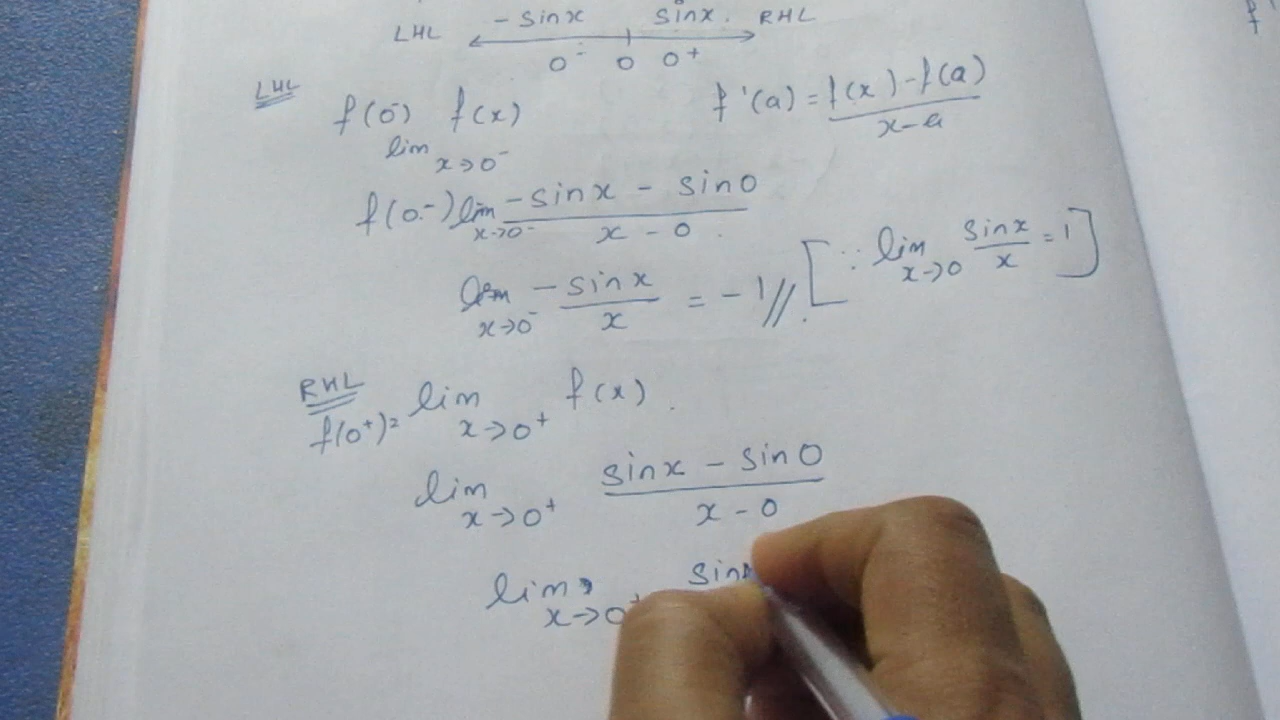 LHL -sinx sinx. RHL
0⁻ 0 0⁺
LHL
f(0⁻) f(x) f'(a) = f(x)-f(a) / x-a
lim x→0⁻
f(0-) lim x→0⁻ -sinx - sin0 / x-0
lim x→0⁻ -sinx / x = -1// [∵ lim x→0 sinx / x = 1]
RHL
f(0⁺)= lim x→0⁺ f(x).
lim x→0⁺ sinx - sin0 / x-0
lim x→0⁺ sinx